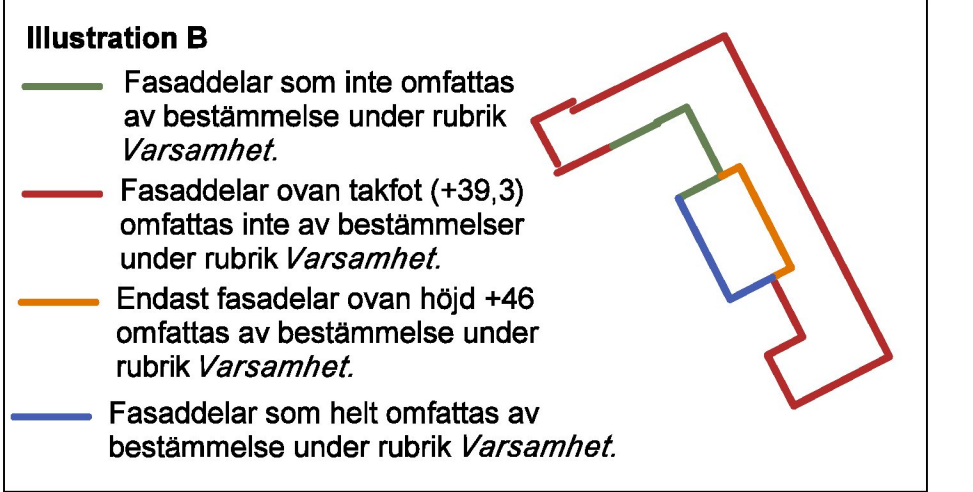 Illustration B
Fasaddelar som inte omfattas
av bestämmelse under rubrik
Varsamhet.
Fasaddelar ovan takfot (+39,3)
omfattas inte av bestämmelser
under rubrik Varsamhet.
Endast fasadelar ovan höjd +46
omfattas av bestämmelse under
rubrik Varsamhet.
Fasaddelar som helt omfattas av
bestämmelse under rubrik Varsamhet.